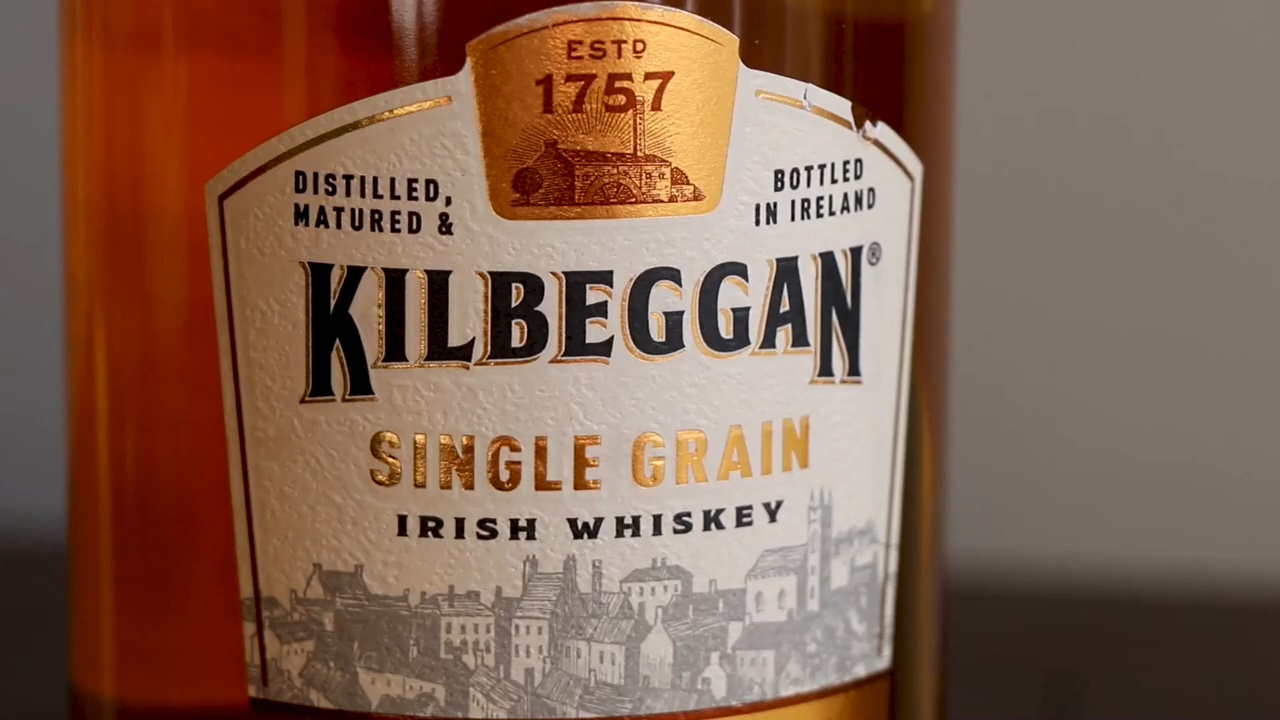 ESTD
1757
DISTILLED,
MATURED &
BOTTLED
IN IRELAND
KILBEGGAN®
SINGLE GRAIN
IRISH WHISKEY